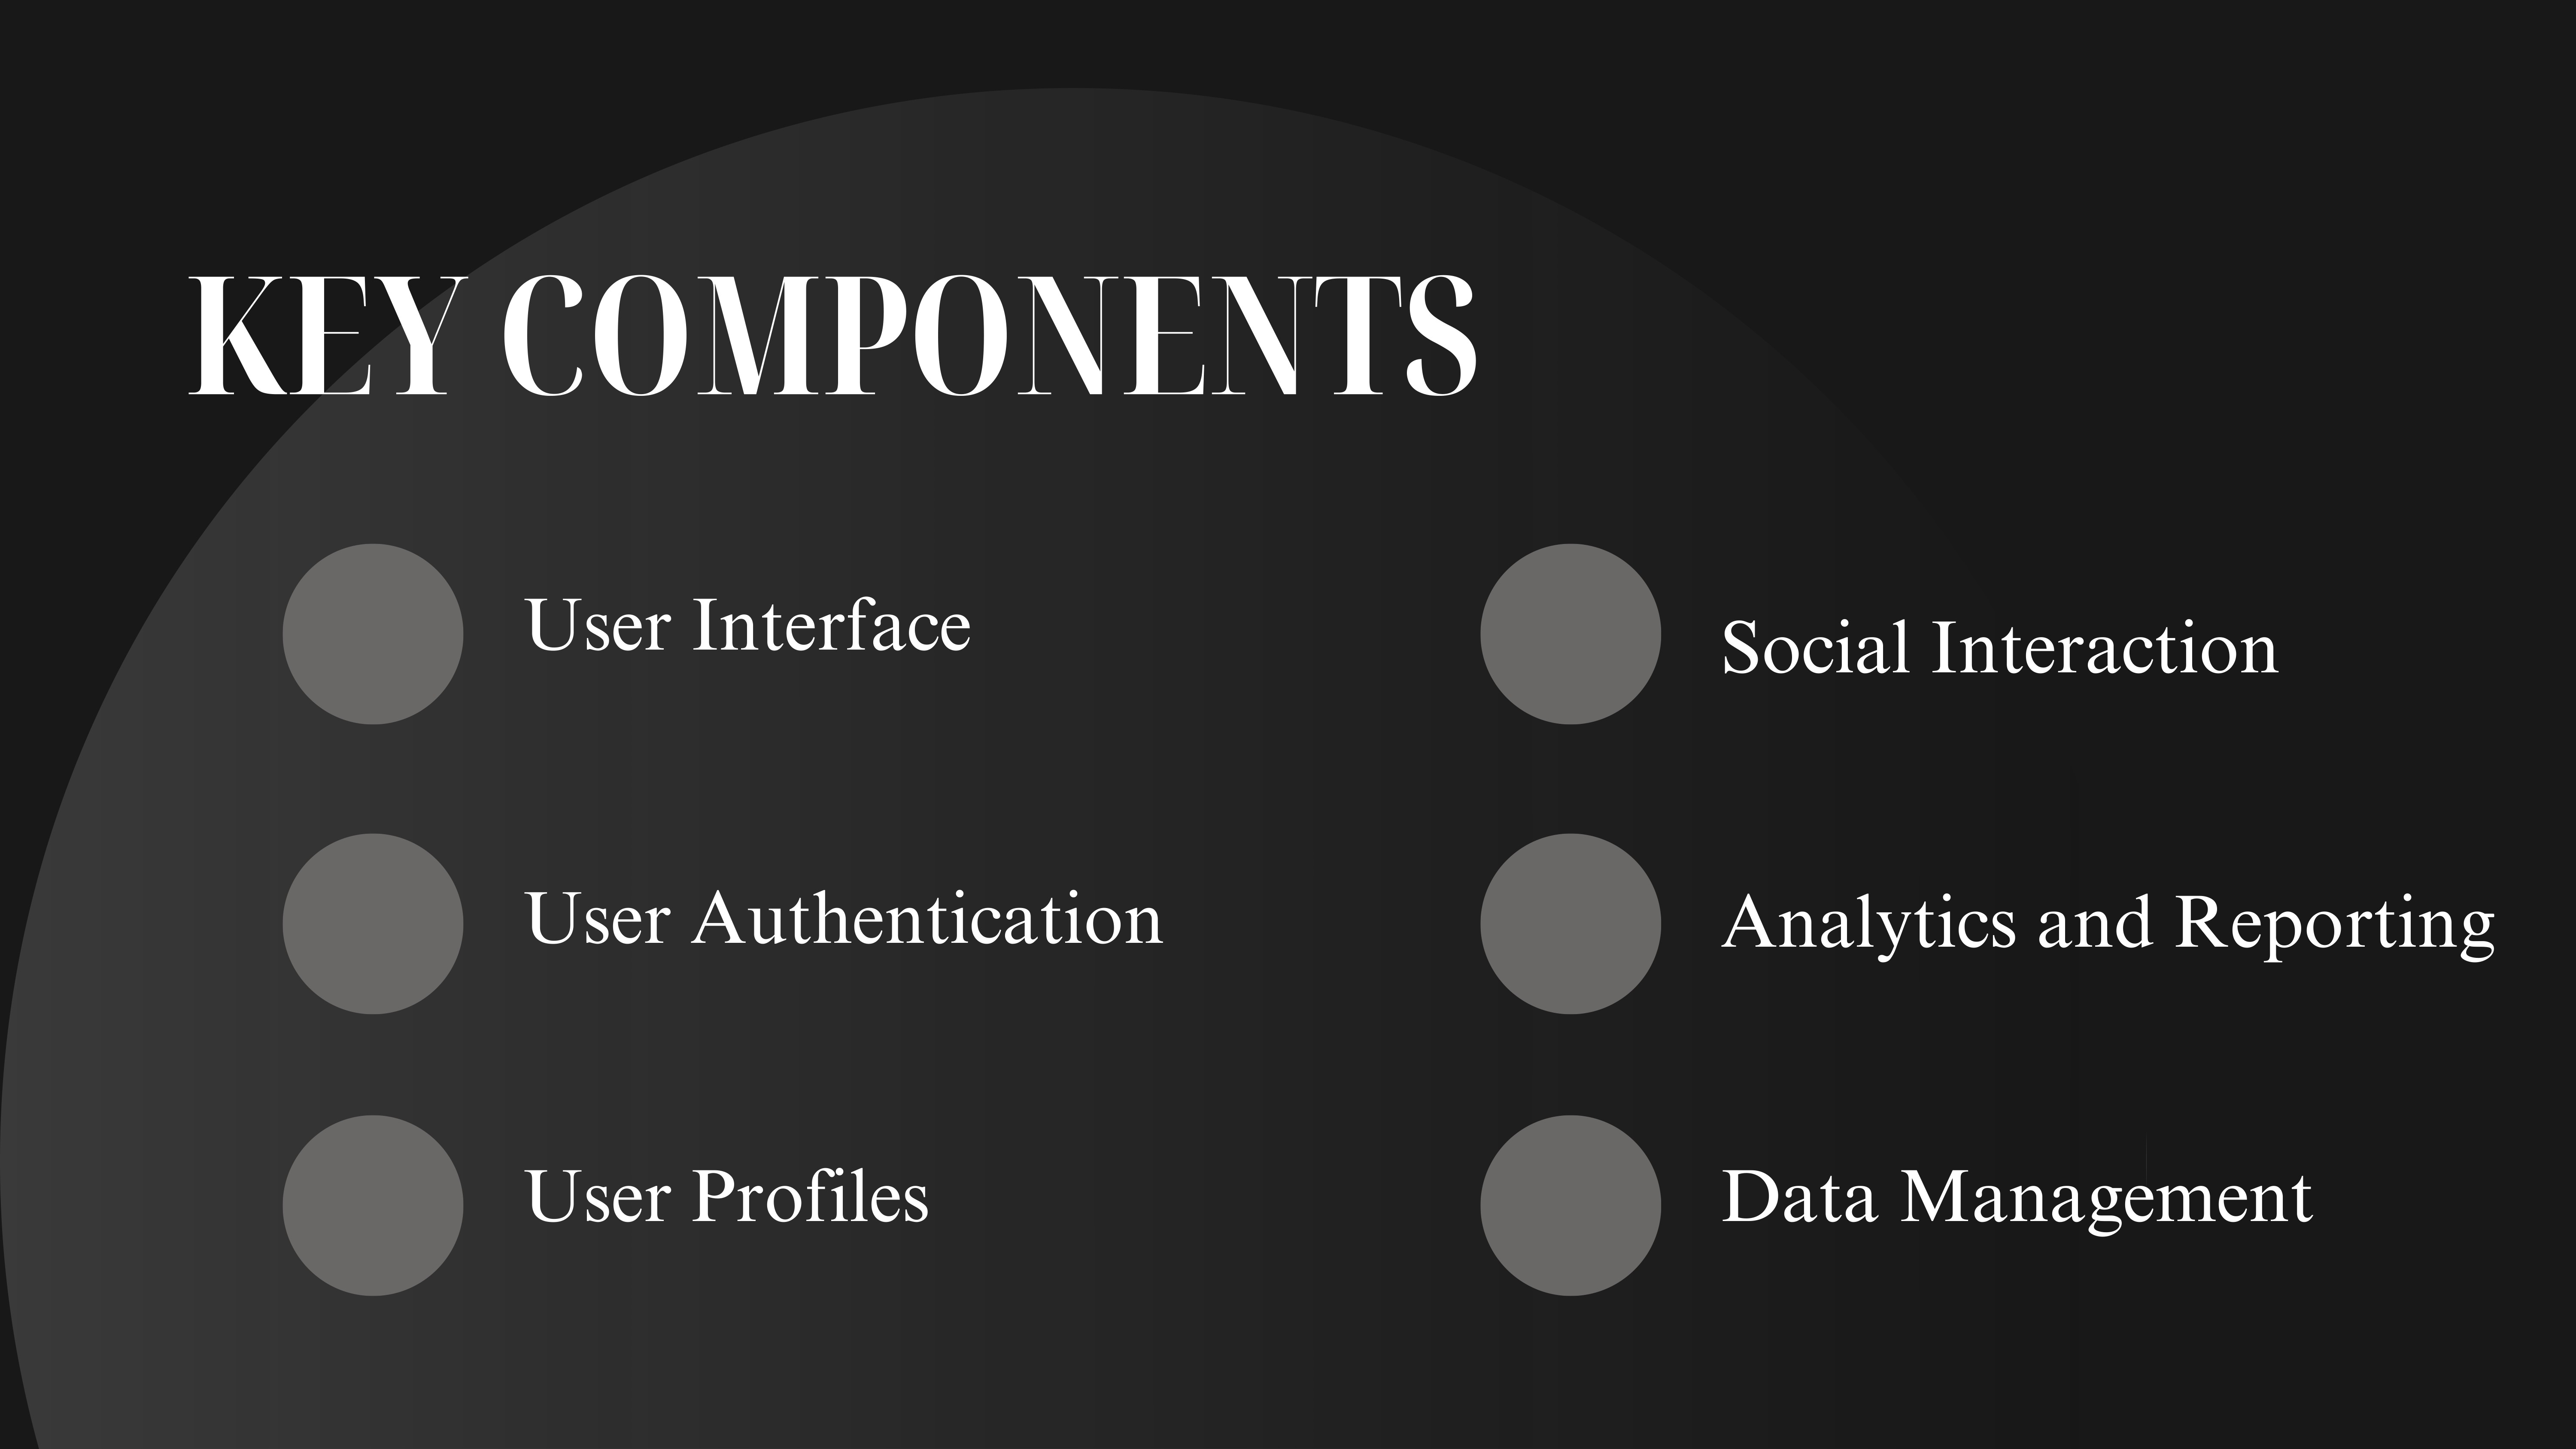 KEY COMPONENTS
User Interface
User Authentication
User Profiles
Social Interaction
Analytics and Reporting
Data Management